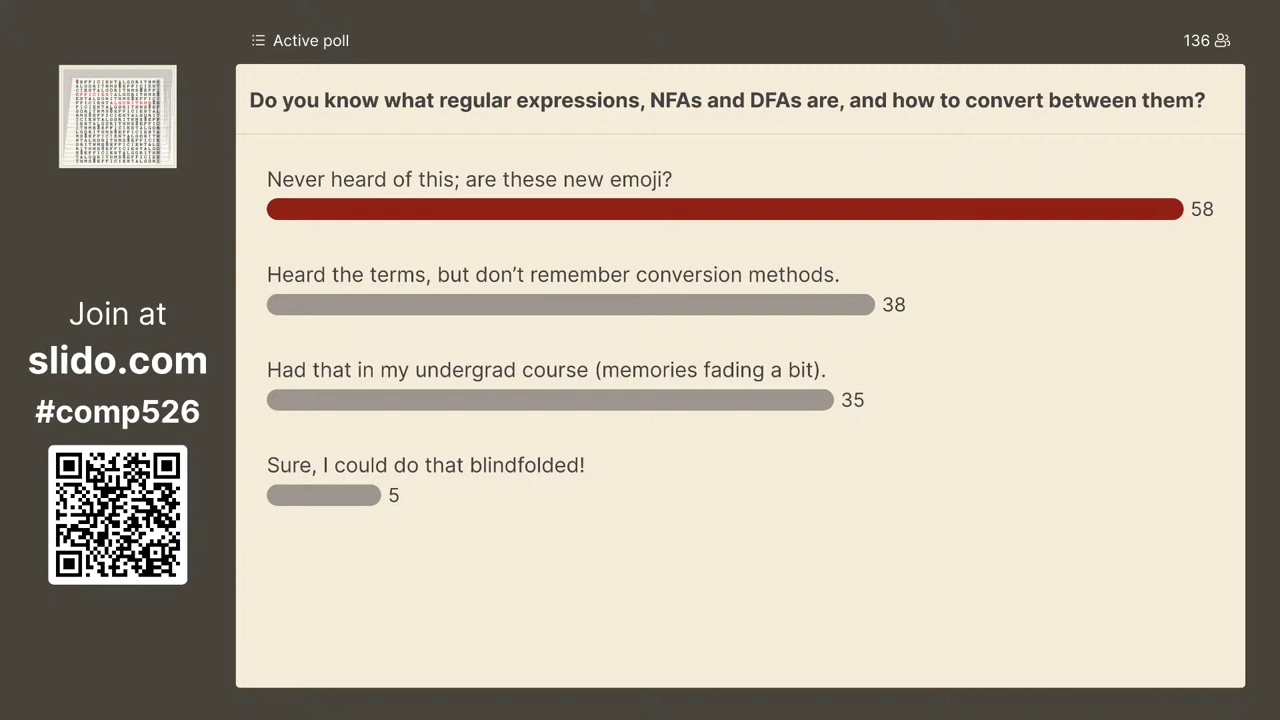 Active poll
136
Do you know what regular expressions, NFAs and DFAs are, and how to convert between them?
Never heard of this; are these new emoji?
58
Heard the terms, but don’t remember conversion methods.
38
Had that in my undergrad course (memories fading a bit).
35
Sure, I could do that blindfolded!
5
Join at
slido.com
#comp526